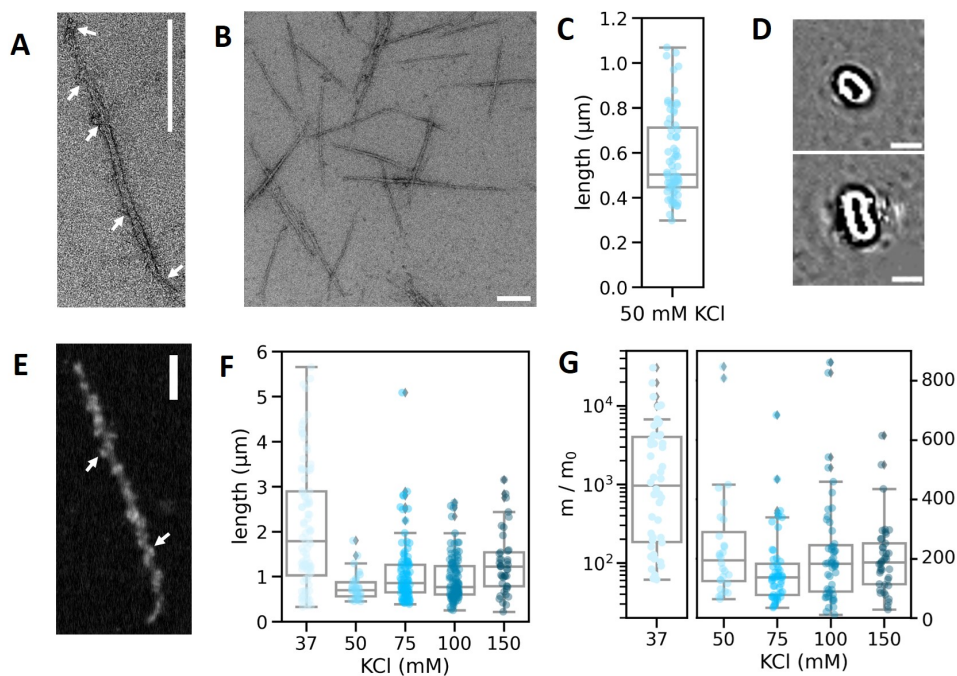 A
B
C
D
length (μm)
1.2
1.0
0.8
0.6
0.4
0.2
0.0
50 mM KCl
E
F
G
length (μm)
6
5
4
3
2
1
0
37
50
75
100
150
KCl (mM)
m / m₀
10⁴
10³
10²
800
600
400
200
0
37
50
75
100
150
KCl (mM)